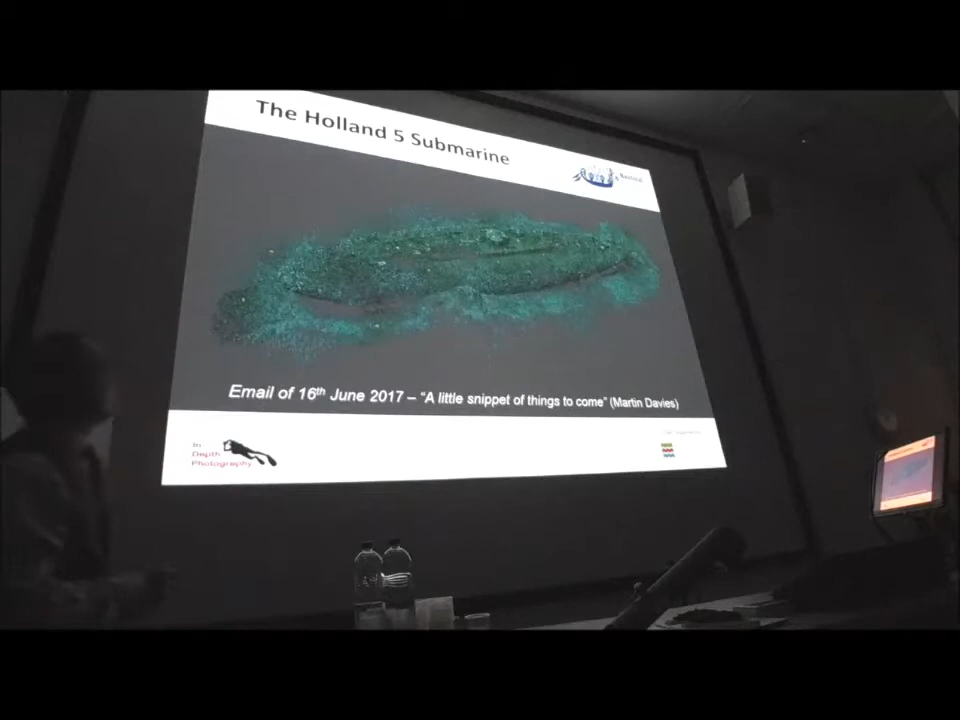 The Holland 5 Submarine
Email of 16th June 2017 – “A little snippet of things to come” (Martin Davies)
In
Depth
Photography